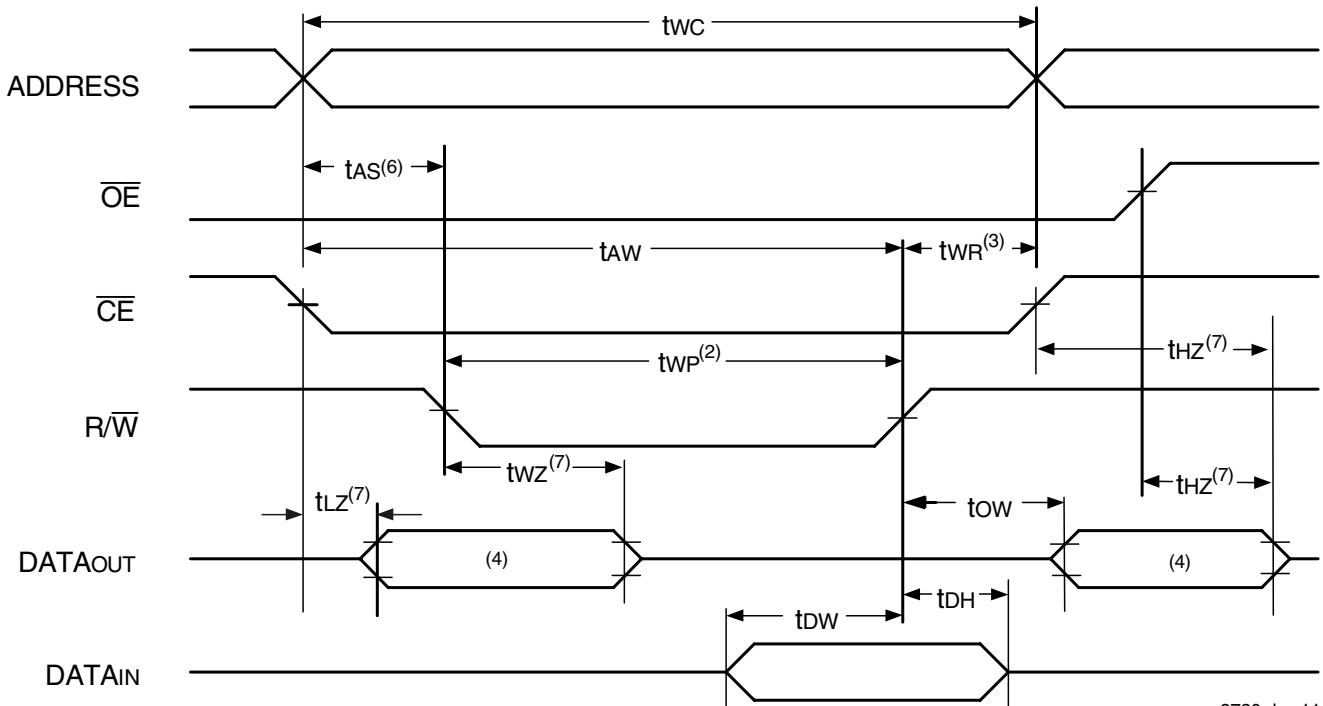 tWC
ADDRESS
tAS(6)
OE
tAW
tWR(3)
CE
tWP(2)
tHZ(7)
R/W
tWZ(7)
tHZ(7)
tLZ(7)
tOW
DATAOUT
(4)
(4)
tDH
tDW
DATAIN